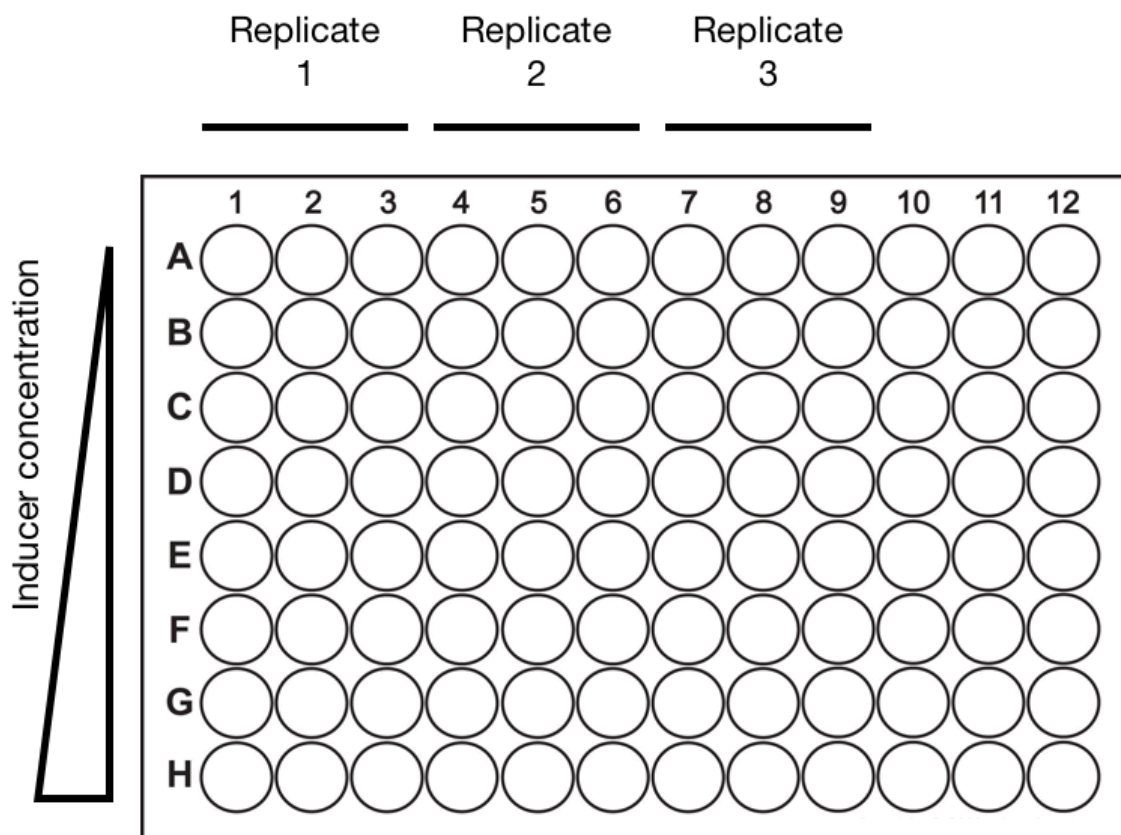 Replicate Replicate Replicate
1 2 3
1 2 3 4 5 6 7 8 9 10 11 12
A
B
C
D
E
F
G
H
Inducer concentration